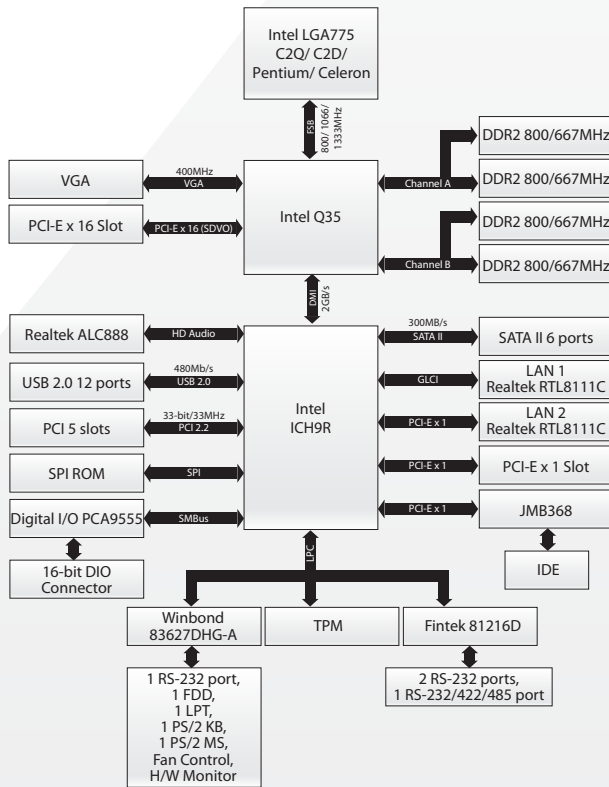 Intel LGA775
C2Q/ C2D/
Pentium/ Celeron
FSB
800/ 1066/
1333MHz
DDR2 800/667MHz
400MHz
VGA
VGA
Channel A
DDR2 800/667MHz
PCI-E x 16 Slot
PCI-E x 16 (SDVO)
Intel Q35
DDR2 800/667MHz
Channel B
DDR2 800/667MHz
DMI
2GB/s
Realtek ALC888
HD Audio
300MB/s
SATA II
SATA II 6 ports
USB 2.0 12 ports
480Mb/s
USB 2.0
GLCI
LAN 1
Realtek RTL8111C
Intel
ICH9R
PCI 5 slots
33-bit/33MHz
PCI 2.2
PCI-E x 1
LAN 2
Realtek RTL8111C
SPI ROM
SPI
PCI-E x 1
PCI-E x 1 Slot
Digital I/O PCA9555
SMBus
PCI-E x 1
JMB368
16-bit DIO
Connector
LPC
IDE
Winbond
83627DHG-A
TPM
Fintek 81216D
1 RS-232 port,
1 FDD,
1 LPT,
1 PS/2 KB,
1 PS/2 MS,
Fan Control,
H/W Monitor
2 RS-232 ports,
1 RS-232/422/485 port